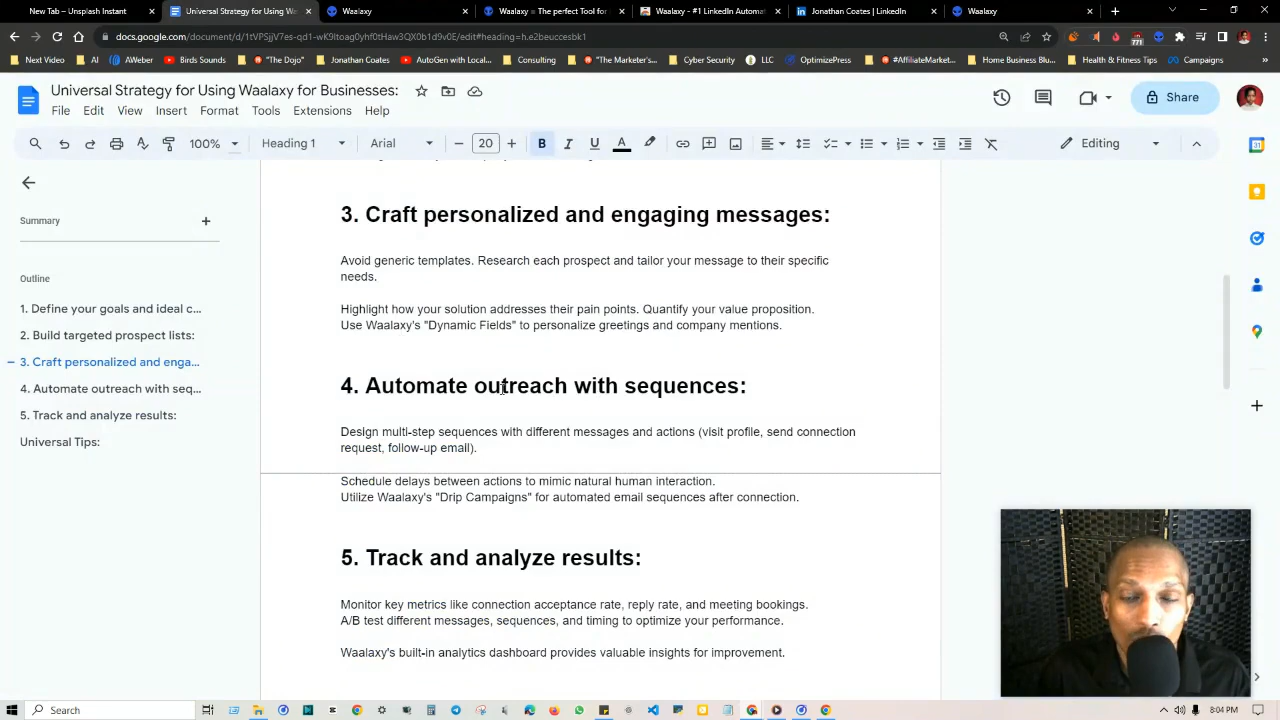 New Tab – Unsplash Instant
Universal Strategy for Using Wa
Waalaxy
Waalaxy ≡ The perfect Tool for
Waalaxy - #1 LinkedIn Automat
Jonathan Coates | LinkedIn
Waalaxy
docs.google.com/document/d/1tVPSjjV7es-qd1-wK9ltoag0yhf0tHaw3QX0b1d9v0E/edit#heading=h.e2beuccesbk1
771
Next Video
AI
AWeber
Birds Sounds
"The Dojo"
Jonathan Coates
AutoGen with Local
Consulting
"The Marketer's
Cyber Security
LLC
OptimizePress
#AffiliateMarket
Home Business Blu
Health & Fitness Tips
Campaigns
Universal Strategy for Using Waalaxy for Businesses:
File Edit View Insert Format Tools Extensions Help
Share
100%
Heading 1
Arial
20
B I U A
Editing
31
Summary
Outline
1. Define your goals and ideal c...
2. Build targeted prospect lists:
3. Craft personalized and enga...
4. Automate outreach with seq...
5. Track and analyze results:
Universal Tips:
3. Craft personalized and engaging messages:
Avoid generic templates. Research each prospect and tailor your message to their specific
needs.
Highlight how your solution addresses their pain points. Quantify your value proposition.
Use Waalaxy's "Dynamic Fields" to personalize greetings and company mentions.
4. Automate outreach with sequences:
Design multi-step sequences with different messages and actions (visit profile, send connection
request, follow-up email).
Schedule delays between actions to mimic natural human interaction.
Utilize Waalaxy's "Drip Campaigns" for automated email sequences after connection.
5. Track and analyze results:
Monitor key metrics like connection acceptance rate, reply rate, and meeting bookings.
A/B test different messages, sequences, and timing to optimize your performance.
Waalaxy's built-in analytics dashboard provides valuable insights for improvement.
Search
8:04 PM